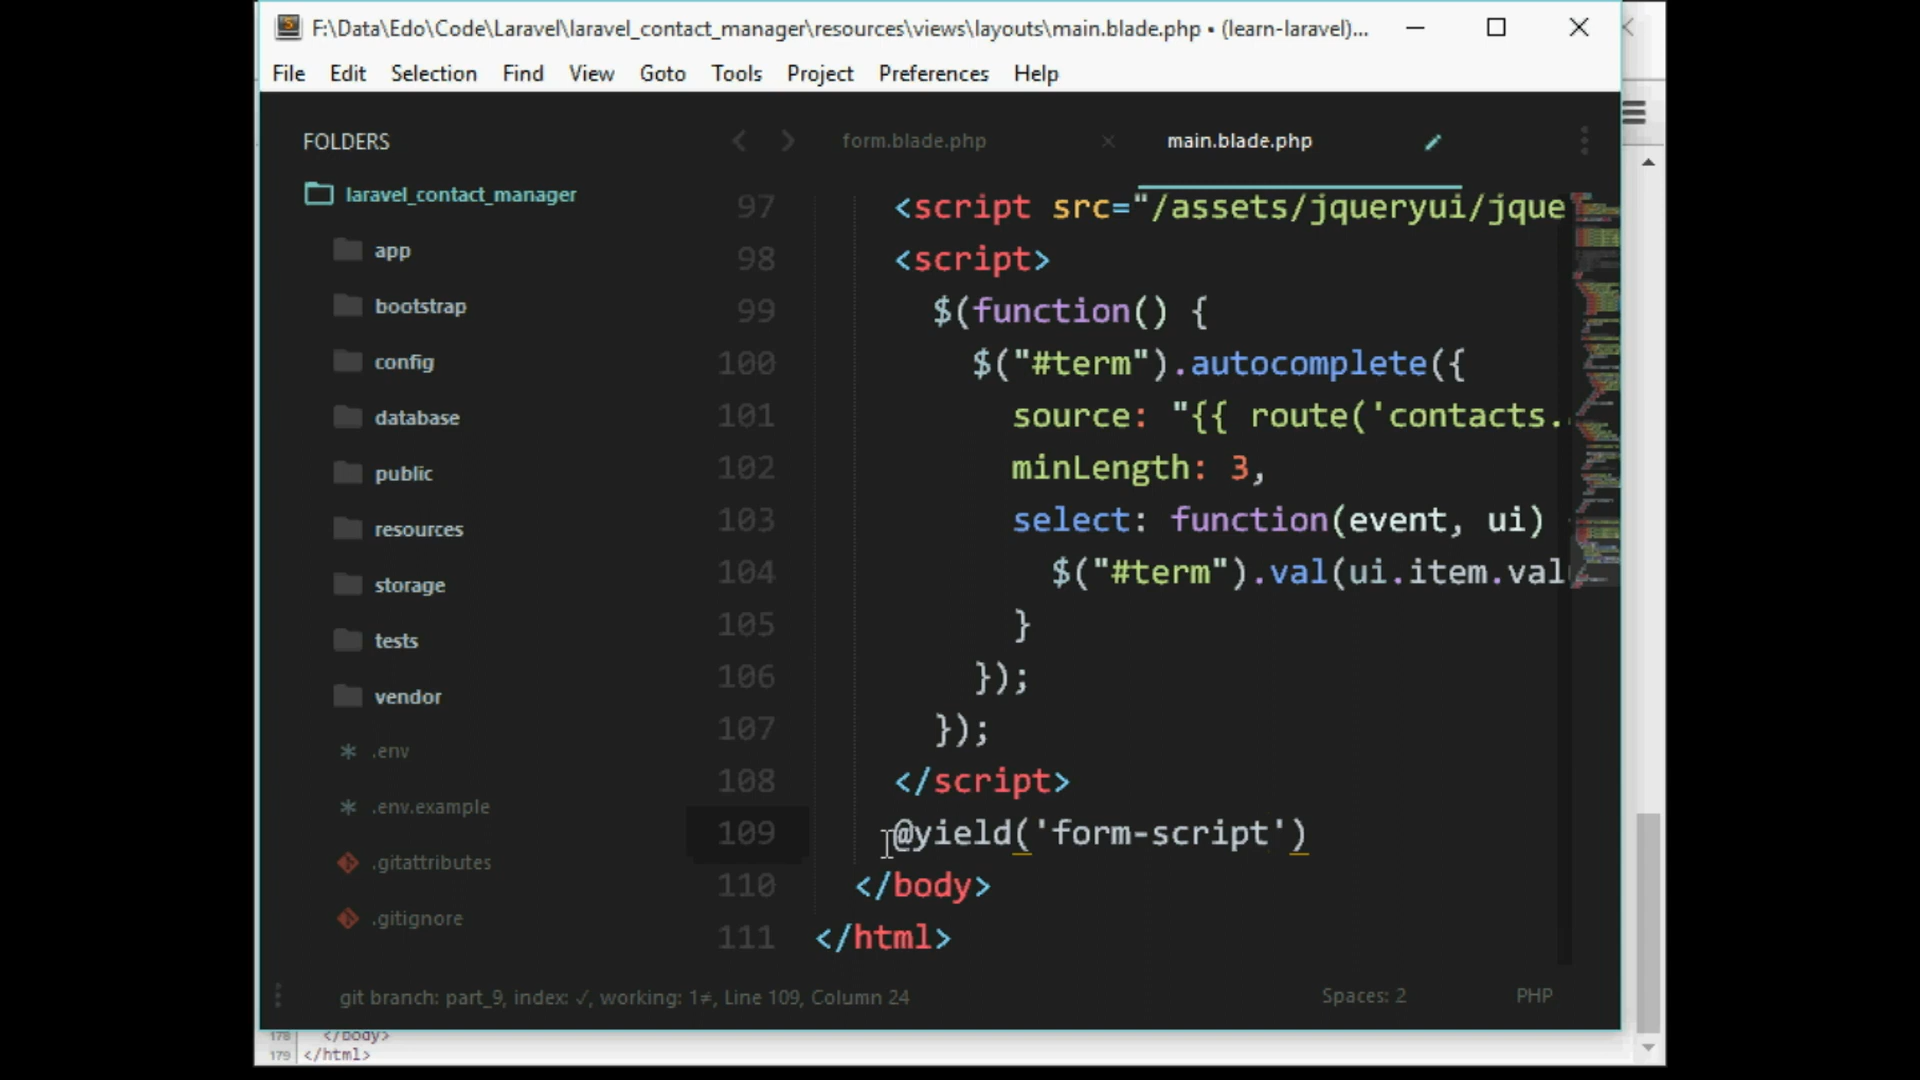 F:\Data\Edo\Code\Laravel\laravel_contact_manager\resources\views\layouts\main.blade.php • (learn-laravel)...
File Edit Selection Find View Goto Tools Project Preferences Help
FOLDERS
laravel_contact_manager
app
bootstrap
config
database
public
resources
storage
tests
vendor
.env
.env.example
.gitattributes
.gitignore
form.blade.php
main.blade.php
97 <script src="/assets/jqueryui/jque
98 <script>
99 $(function() {
100 $("#term").autocomplete({
101 source: "{{ route('contacts.
102 minLength: 3,
103 select: function(event, ui)
104 $("#term").val(ui.item.val
105 }
106 });
107 });
108 </script>
109 @yield('form-script')
110 </body>
111 </html>
git branch: part_9, index: ✓, working: 1≠, Line 109, Column 24
Spaces: 2
PHP
178 </body>
179 </html>